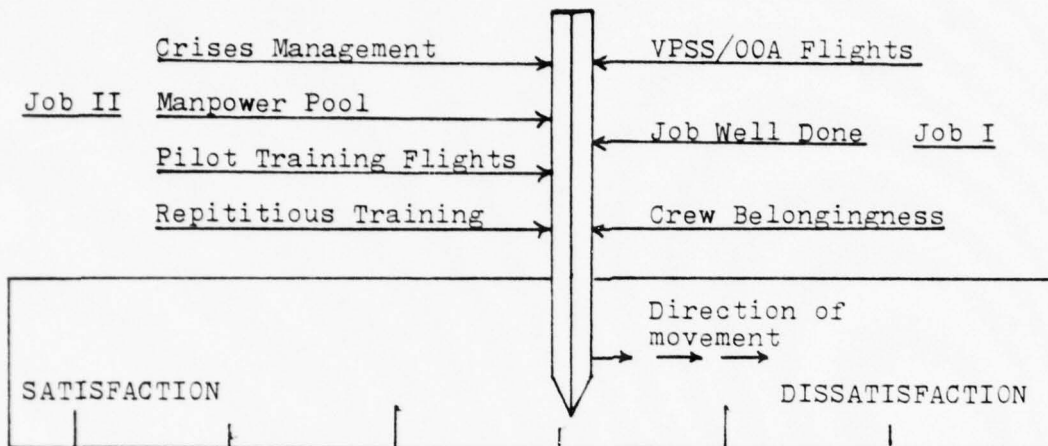 Crises Management VPSS/OOA Flights
Job II Manpower Pool
Job Well Done Job I
Pilot Training Flights
Repititious Training Crew Belongingness
Direction of
movement
SATISFACTION DISSATISFACTION